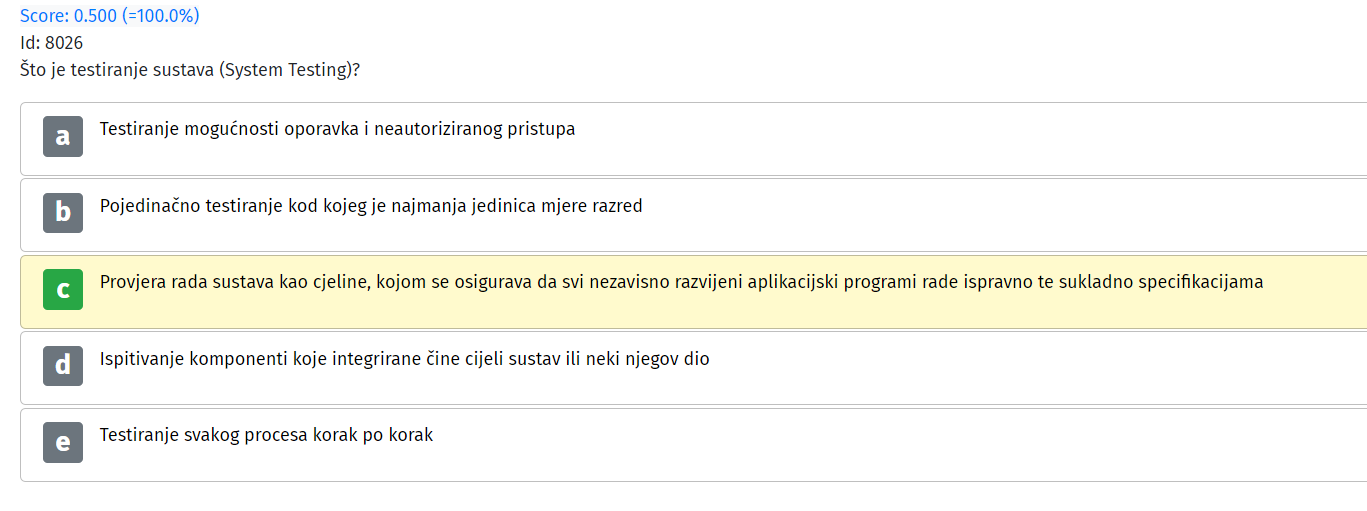 Score: 0.500 (=100.0%)
Id: 8026
Što je testiranje sustava (System Testing)?
a Testiranje mogućnosti oporavka i neautoriziranog pristupa
b Pojedinačno testiranje kod kojeg je najmanja jedinica mjere razred
c Provjera rada sustava kao cjeline, kojom se osigurava da svi nezavisno razvijeni aplikacijski programi rade ispravno te sukladno specifikacijama
d Ispitivanje komponenti koje integrirane čine cijeli sustav ili neki njegov dio
e Testiranje svakog procesa korak po korak